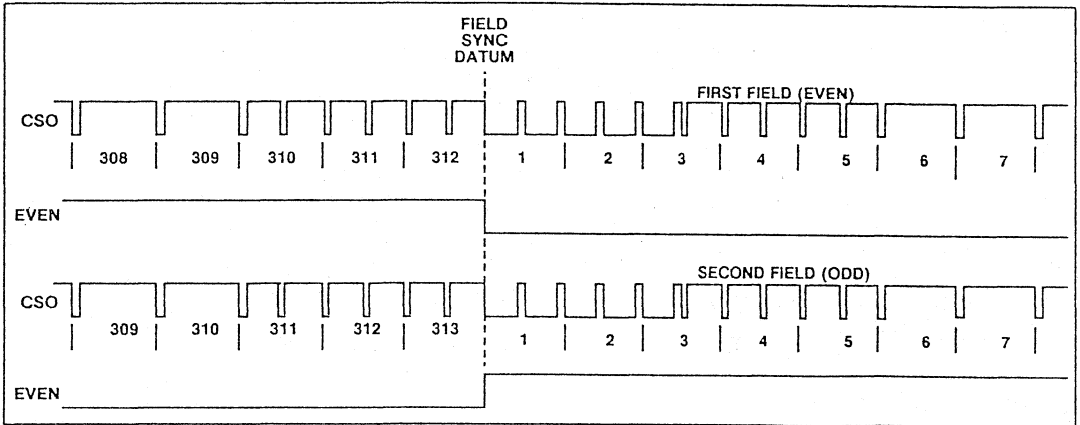 FIELD
SYNC
DATUM
FIRST FIELD (EVEN)
CSO
308 309 310 311 312 1 2 3 4 5 6 7
EVEN
SECOND FIELD (ODD)
CSO
309 310 311 312 313 1 2 3 4 5 6 7
EVEN